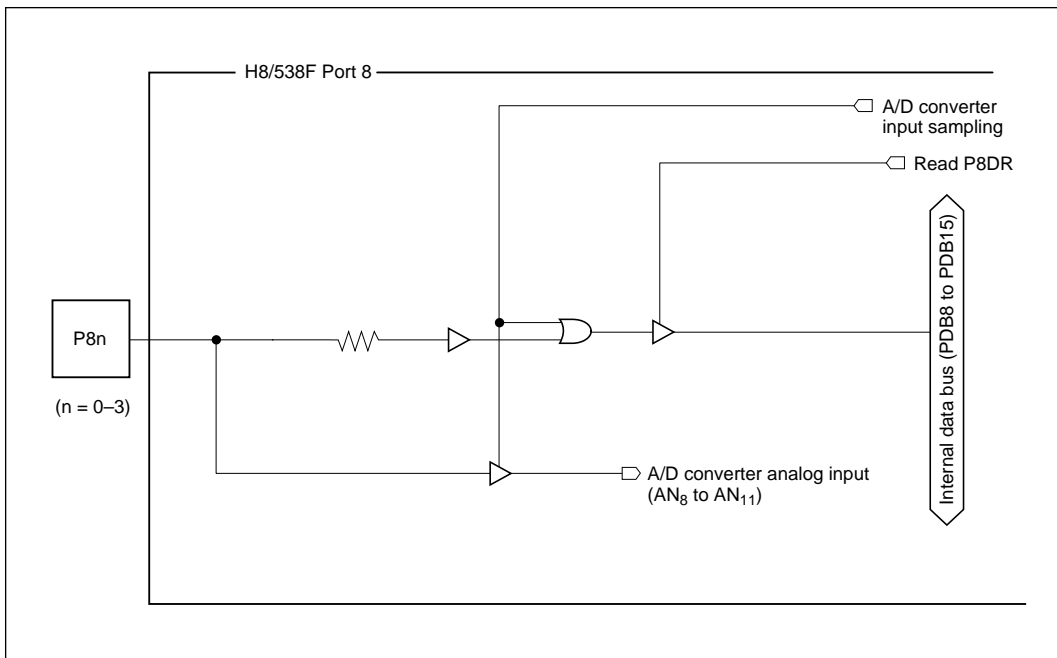 H8/538F Port 8
A/D converter
input sampling
Read P8DR
Internal data bus (PDB8 to PDB15)
P8n
(n = 0–3)
A/D converter analog input
(AN8 to AN11)